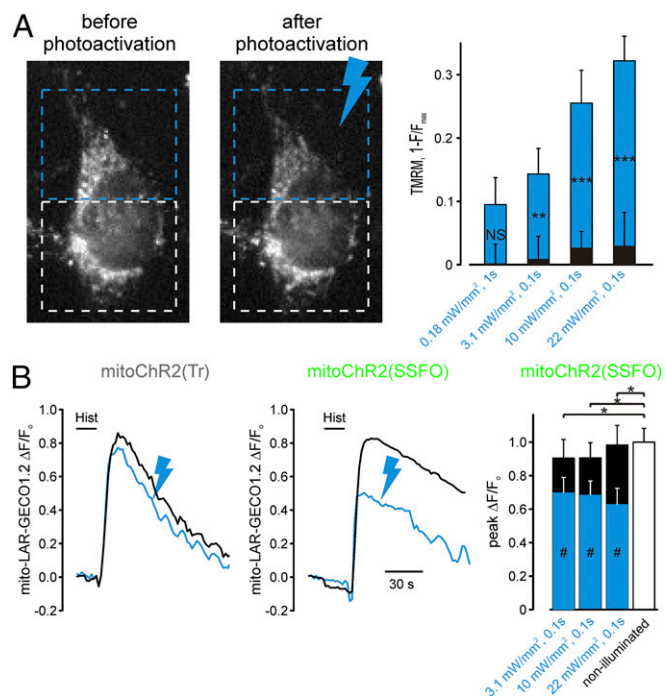 A
before
photoactivation
after
photoactivation
TMRM, 1-F/Fmax
0.3
0.2
0.1
0
NS
**
***
***
0.18 mW/mm², 1s
3.1 mW/mm², 0.1s
10 mW/mm², 0.1s
22 mW/mm², 0.1s
B
mitoChR2(Tr)
mito-LAR-GECO1.2 ΔF/F₀
1.0
0.8
0.6
0.4
0.2
0.0
-0.2
Hist
mitoChR2(SSFO)
mito-LAR-GECO1.2 ΔF/F₀
1.0
0.8
0.6
0.4
0.2
0.0
-0.2
Hist
30 s
mitoChR2(SSFO)
peak ΔF/F₀
1.0
0.8
0.6
0.4
0.2
0
*
*
*
# # #
3.1 mW/mm², 0.1s
10 mW/mm², 0.1s
22 mW/mm², 0.1s
non-illuminated